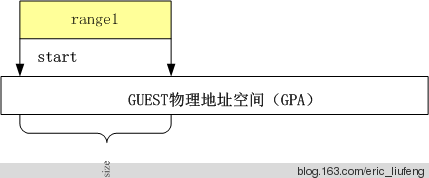 range1
start
GUEST物理地址空间（GPA）
size
blog.163.com/eric_liufeng